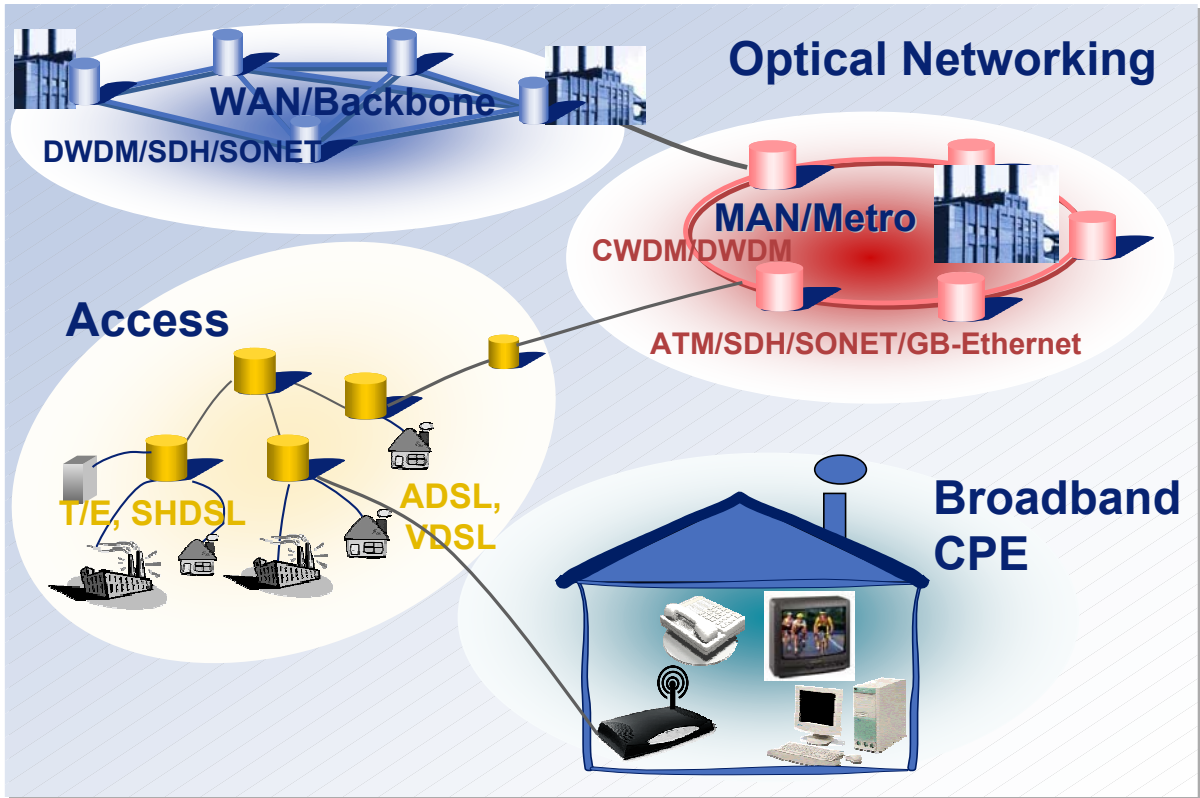 Optical Networking
WAN/Backbone
DWDM/SDH/SONET
MAN/Metro
CWDM/DWDM
ATM/SDH/SONET/GB-Ethernet
Access
T/E, SHDSL
ADSL,
VDSL
Broadband
CPE